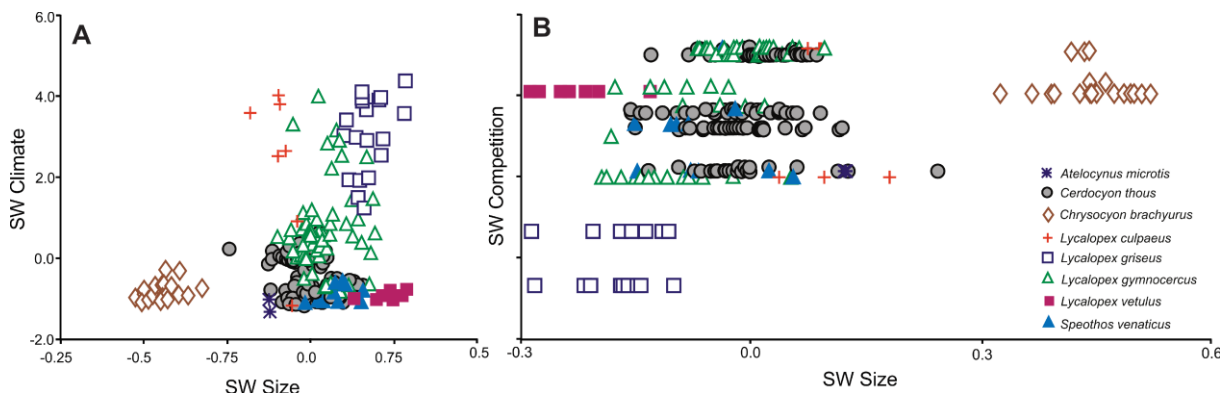 A
B
SW Climate
6.0
4.0
2.0
0.0
-2.0
-0.25
-0.5
-0.75
0.0
0.75
0.5
SW Size
SW Competition
-0.3
0.0
0.3
0.6
SW Size
Atelocynus microtis
Cerdocyon thous
Chrysocyon brachyurus
Lycalopex culpaeus
Lycalopex griseus
Lycalopex gymnocercus
Lycalopex vetulus
Speothos venaticus